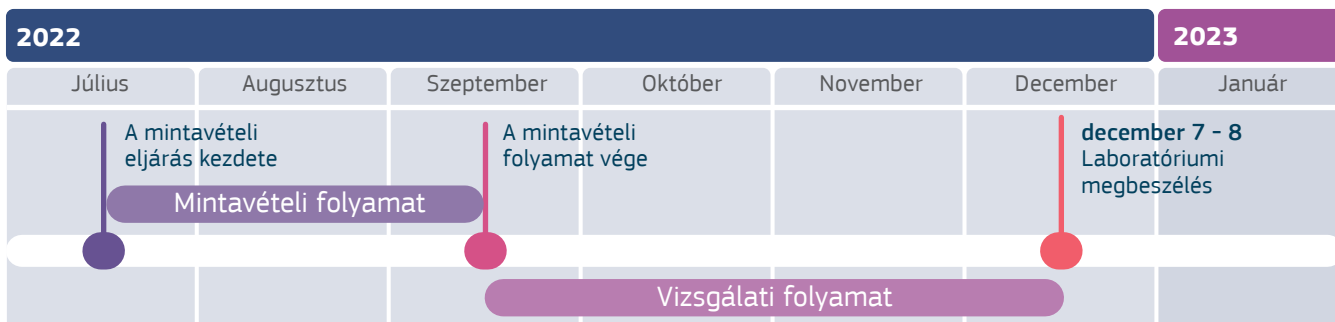 2022
2023
Július
Augusztus
Szeptember
Október
November
December
Január
A mintavételi
eljárás kezdete
A mintavételi
folyamat vége
december 7 - 8
Laboratóriumi
megbeszélés
Mintavételi folyamat
Vizsgálati folyamat